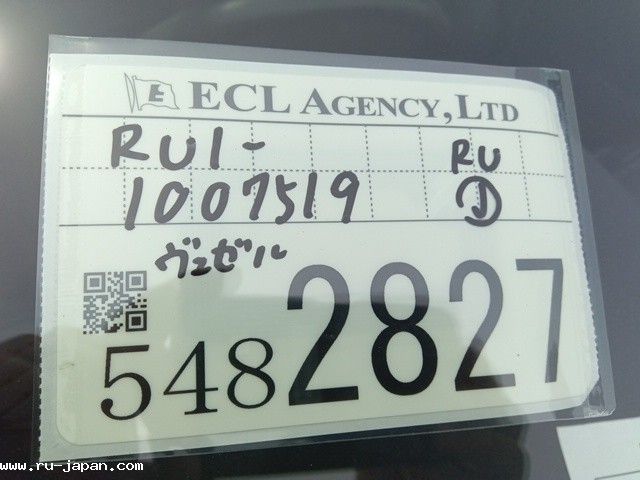 E ECL AGENCY, LTD
RU1-
RU
1007519
J
ヴェゼル
548 2827
www.ru-japan.com